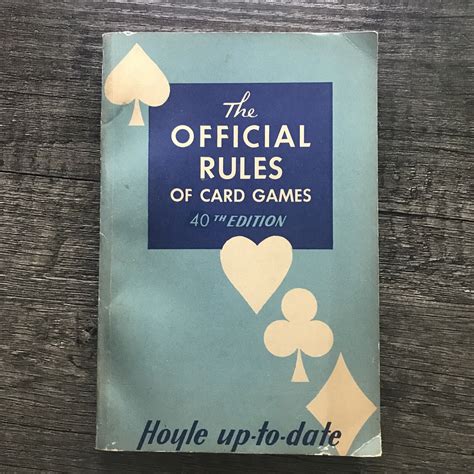 The
OFFICIAL
RULES
OF CARD GAMES
40TH EDITION
Hoyle up-to-date